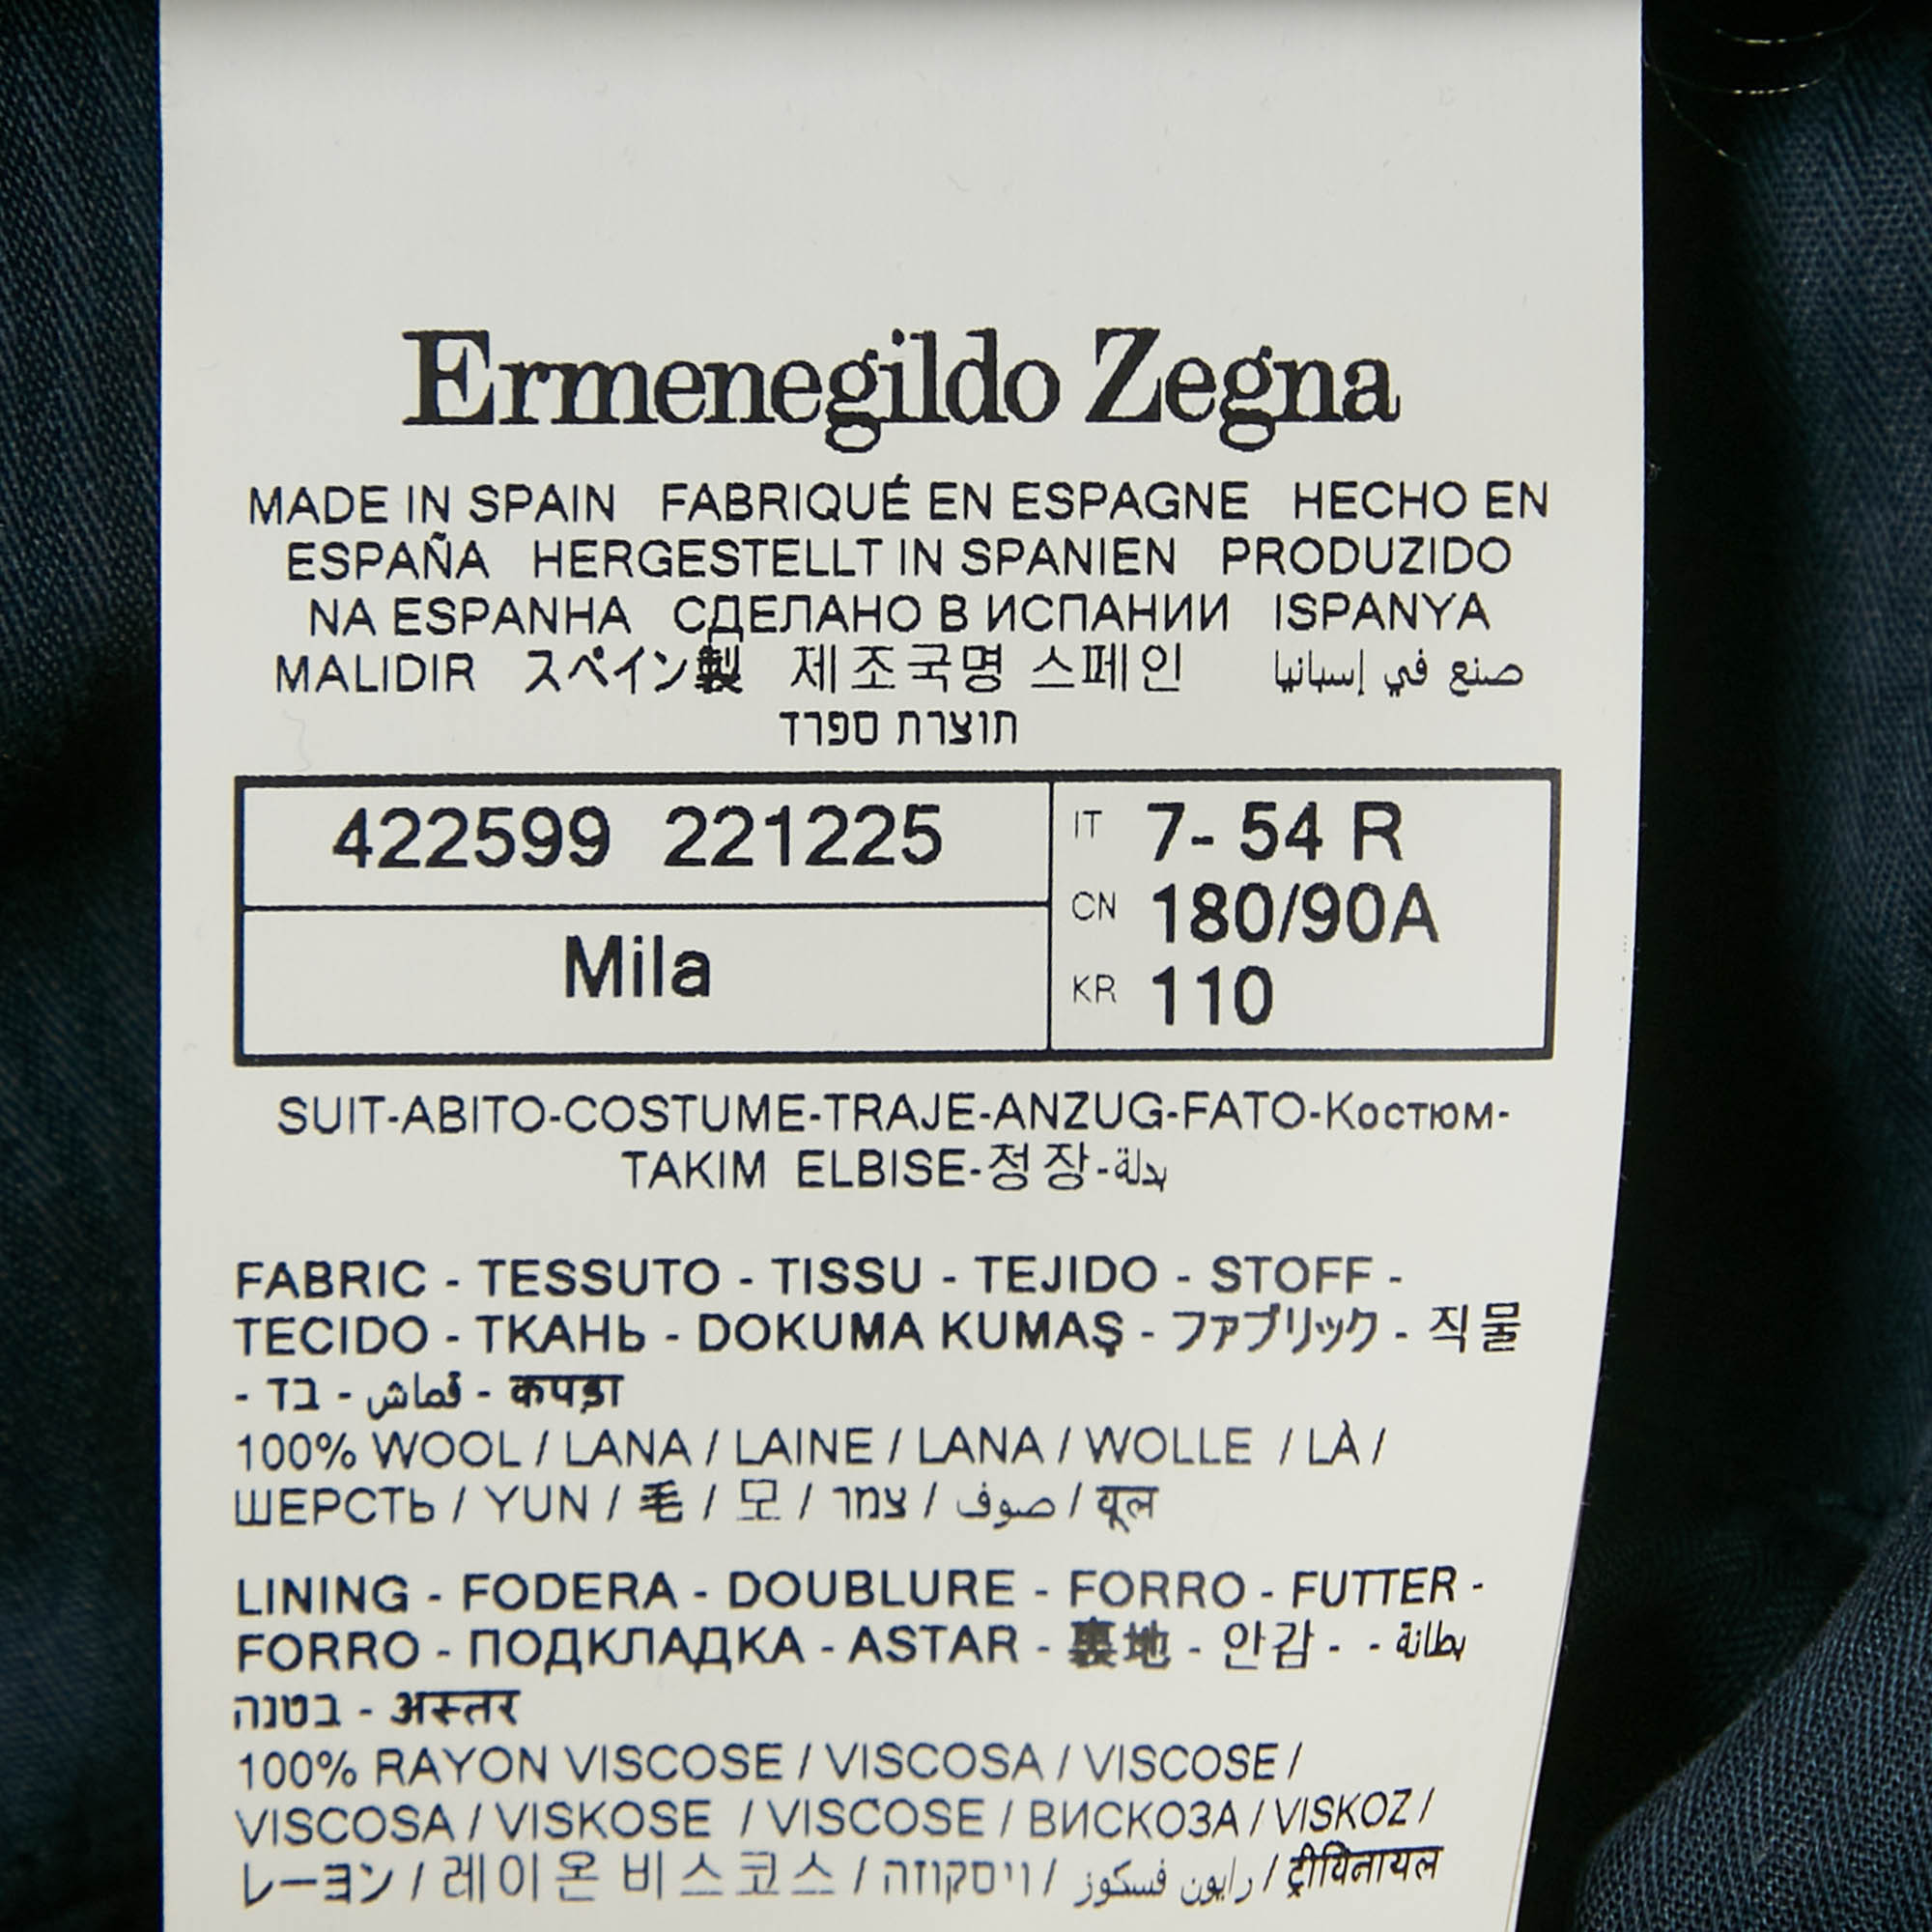 Ermenegildo Zegna
MADE IN SPAIN FABRIQUÉ EN ESPAGNE HECHO EN
ESPAÑA HERGESTELLT IN SPANIEN PRODUZIDO
NA ESPANHA СДЕЛАНО В ИСПАНИИ ISPANYA
MALIDIR スペイン製 제조국명 스페인 صنع في إسبانيا
תוצרת ספרד
422599 221225
Mila
IT 7- 54 R
CN 180/90A
KR 110
SUIT-ABITO-COSTUME-TRAJE-ANZUG-FATO-Костюм-
TAKIM ELBISE-정장-بدلة
FABRIC - TESSUTO - TISSU - TEJIDO - STOFF -
TECIDO - ТКАНЬ - DOKUMA KUMAŞ - ファブリック - 직물
- בד - قماش - कपड़ा
100% WOOL / LANA / LAINE / LANA / WOLLE / LÀ /
ШЕРСТЬ / YUN / 毛 / 모 / צמר / صوف / यूल
LINING - FODERA - DOUBLURE - FORRO - FUTTER -
FORRO - ПОДКЛАДКА - ASTAR - 裏地 - 안감 - - بطانة
בטנה - अस्तर
100% RAYON VISCOSE / VISCOSA / VISCOSE /
VISCOSA / VISKOSE / VISCOSE / ВИСКОЗА / VISKOZ /
レーヨン / 레이온 비스코스 / ויסקוזה / رايون فسكوز / ट्रीविनायल